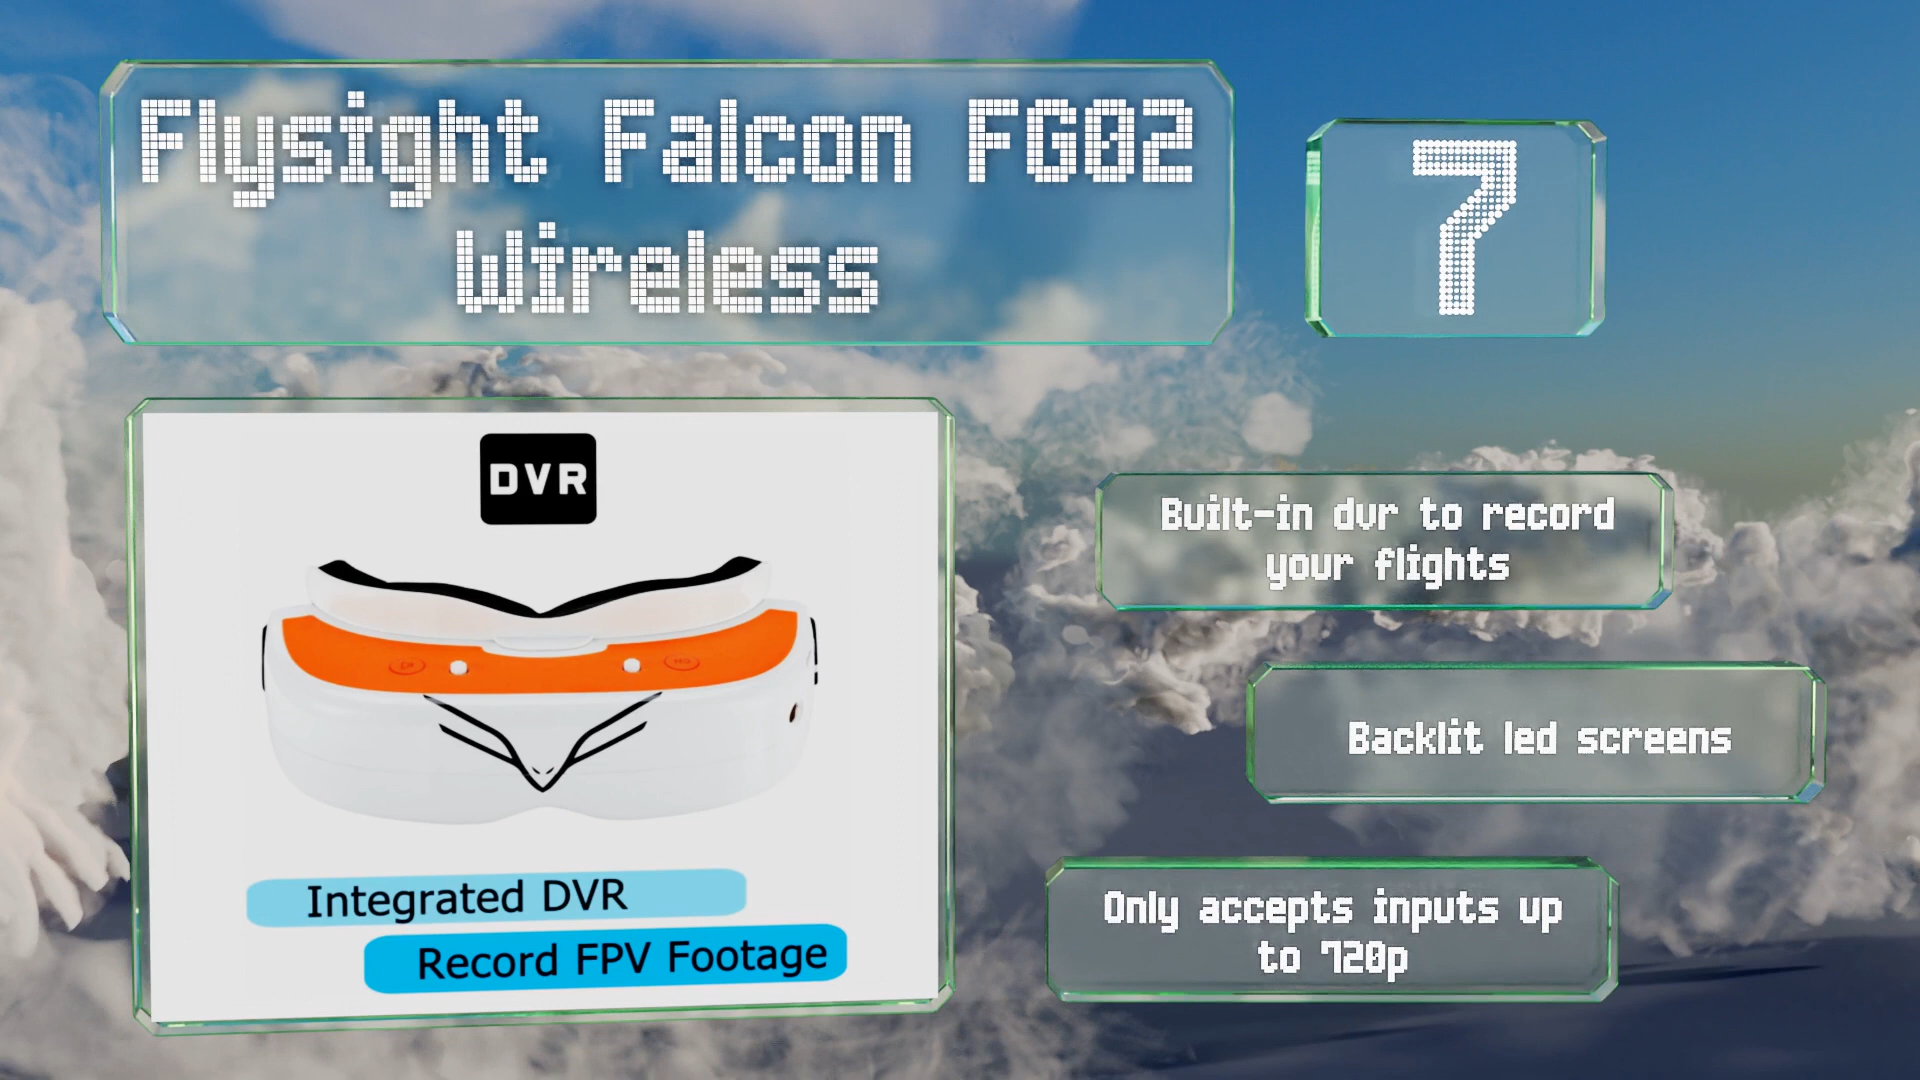 Flysight Falcon FG02
Wireless
7
DVR
Integrated DVR
Record FPV Footage
Built-in dvr to record
your flights
Backlit led screens
Only accepts inputs up
to 720p